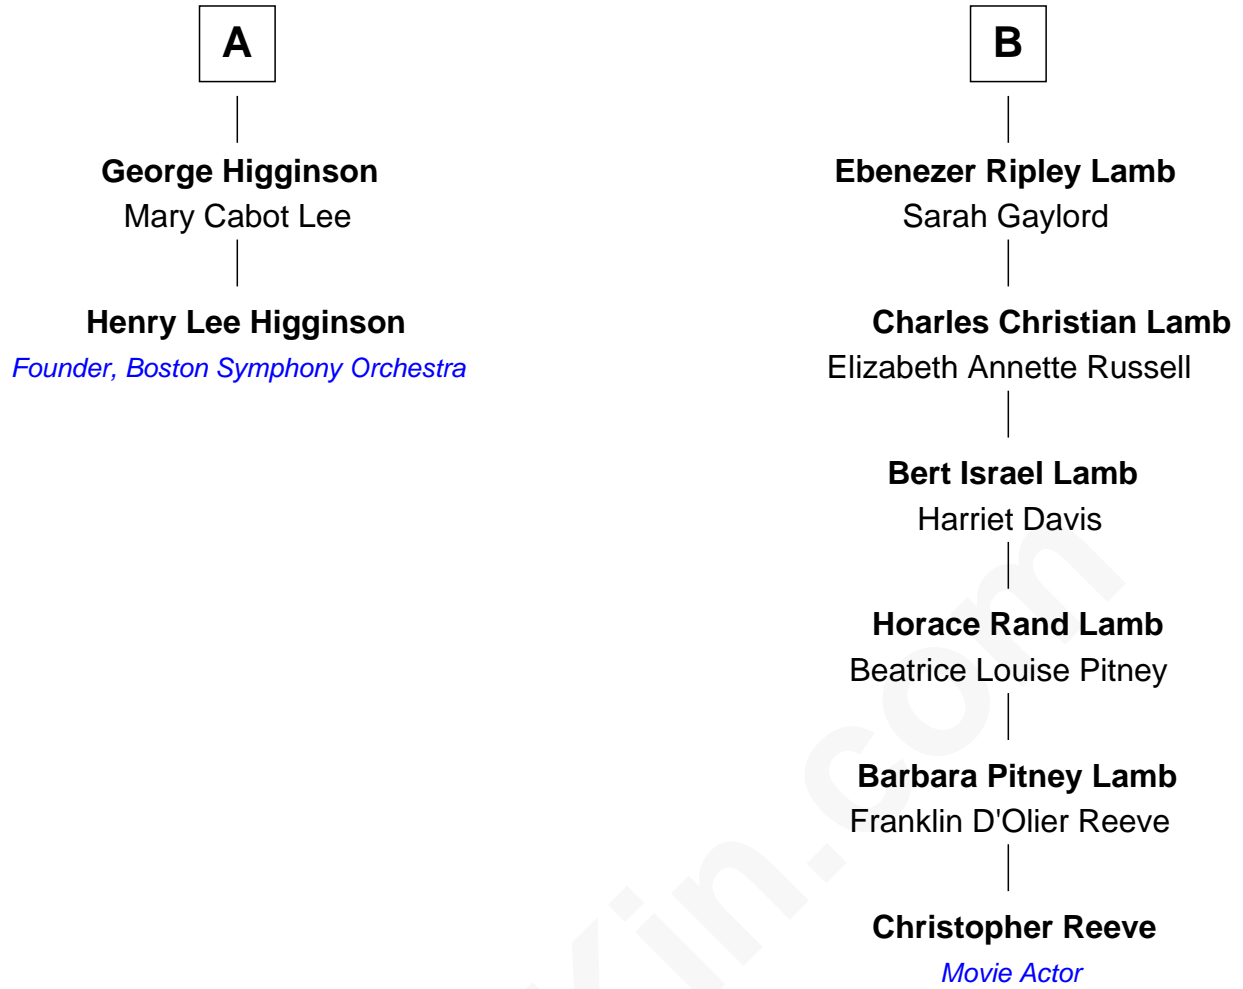 A
George Higginson
Mary Cabot Lee
Henry Lee Higginson
Founder, Boston Symphony Orchestra
B
Ebenezer Ripley Lamb
Sarah Gaylord
Charles Christian Lamb
Elizabeth Annette Russell
Bert Israel Lamb
Harriet Davis
Horace Rand Lamb
Beatrice Louise Pitney
Barbara Pitney Lamb
Franklin D'Olier Reeve
Christopher Reeve
Movie Actor
Kin.com